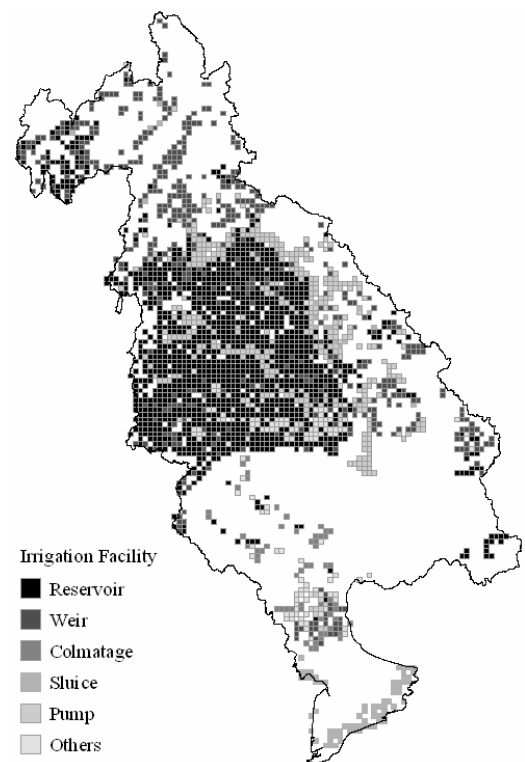 Irrigation Facility
Reservoir
Weir
Colmatage
Sluice
Pump
Others